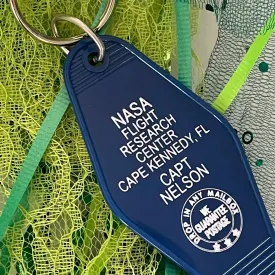 NASA
FLIGHT
RESEARCH
CENTER
CAPE KENNEDY, FL
CAPT
NELSON
DROP IN ANY MAILBOX
WE
GUARANTEE
POSTAGE